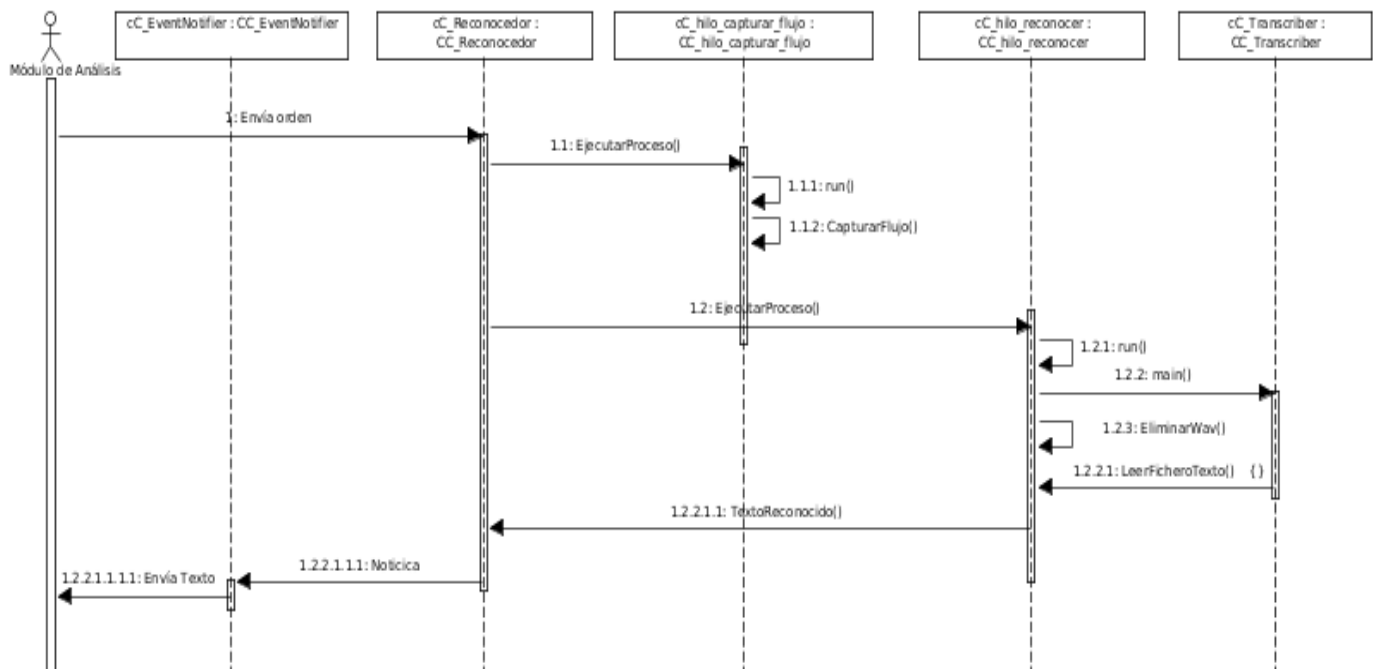 cC_EventNotifier : CC_EventNotifier
cC_Reconocedor :
CC_Reconocedor
cC_hilo_capturar_flujo :
CC_hilo_capturar_flujo
cC_hilo_reconocer :
CC_hilo_reconocer
cC_Transcriber :
CC_Transcriber
Módulo de Análisis
1: Envía orden
1.1: EjecutarProceso()
1.1.1: run()
1.1.2: CapturarFlujo()
1.2: EjecutarProceso()
1.2.1: run()
1.2.2: main()
1.2.3: EliminarWav()
1.2.2.1: LeerFicheroTexto() { }
1.2.2.1.1: TextoReconocido()
1.2.2.1.1.1: Noticica
1.2.2.1.1.1.1: Envía Texto